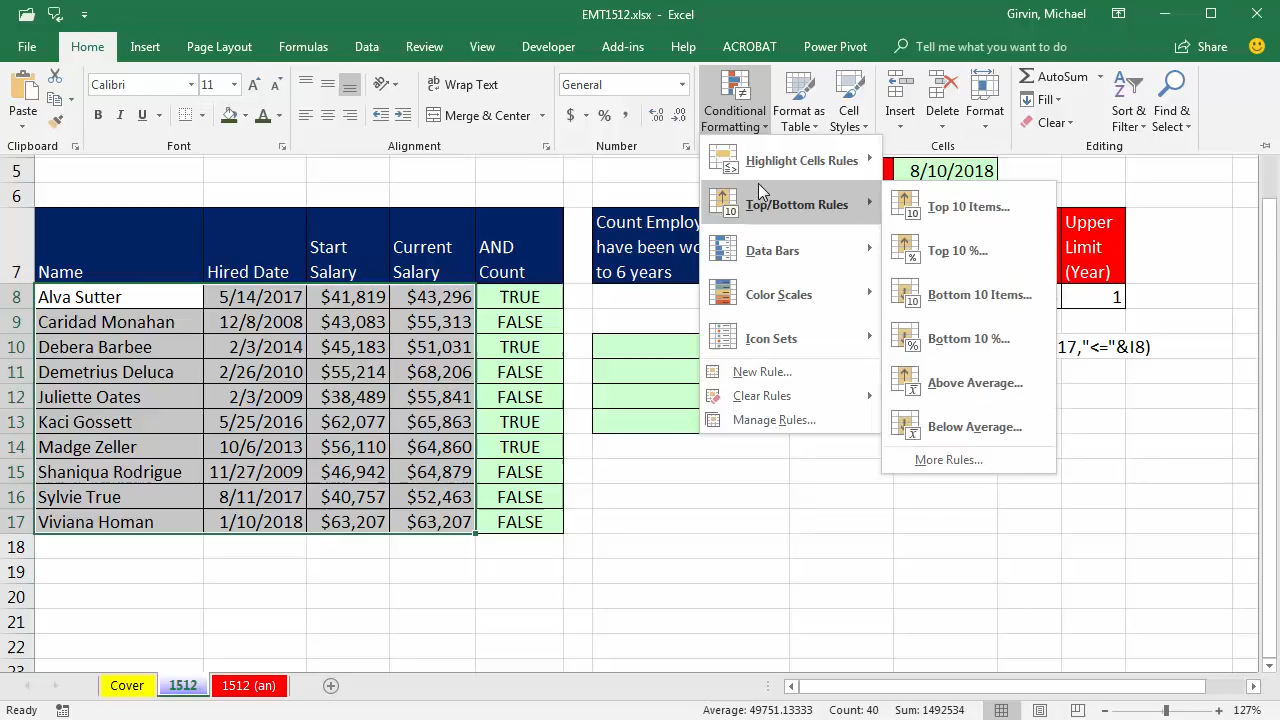 EMT1512.xlsx - Excel
Girvin, Michael
File Home Insert Page Layout Formulas Data Review View Developer Add-ins Help ACROBAT Power Pivot Tell me what you want to do Share
Paste
Clipboard
Calibri 11
B I U A
Font
Wrap Text
Merge & Center
Alignment
General
$ % ,
Number
Conditional Formatting
Format as Table
Cell Styles
Insert Delete Format
Cells
AutoSum
Fill
Clear
Sort & Filter
Find & Select
Editing
Highlight Cells Rules
Top/Bottom Rules
Data Bars
Color Scales
Icon Sets
New Rule...
Clear Rules
Manage Rules...
Top 10 Items...
Top 10 %...
Bottom 10 Items...
Bottom 10 %...
Above Average...
Below Average...
More Rules...
5 8/10/2018
6
7 Name Hired Date Start Salary Current Salary AND Count
Count Employ
have been wo
to 6 years
Upper
Limit
(Year)
8 Alva Sutter 5/14/2017 $41,819 $43,296 TRUE 1
9 Caridad Monahan 12/8/2008 $43,083 $55,313 FALSE
10 Debera Barbee 2/3/2014 $45,183 $51,031 TRUE 17,"<="&I8)
11 Demetrius Deluca 2/26/2010 $55,214 $68,206 FALSE
12 Juliette Oates 2/3/2009 $38,489 $55,841 FALSE
13 Kaci Gossett 5/25/2016 $62,077 $65,863 TRUE
14 Madge Zeller 10/6/2013 $56,110 $64,860 TRUE
15 Shaniqua Rodrigue 11/27/2009 $46,942 $64,879 FALSE
16 Sylvie True 8/11/2017 $40,757 $52,463 FALSE
17 Viviana Homan 1/10/2018 $63,207 $63,207 FALSE
18
19
20
21
22
23
Cover 1512 1512 (an)
Ready Average: 49751.13333 Count: 40 Sum: 1492534 127%